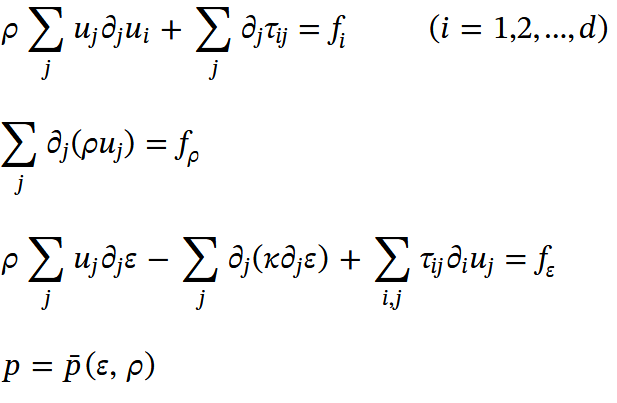 ρ ∑_j u_j ∂_j u_i + ∑_j ∂_j τ_ij = f_i (i = 1,2,...,d)
∑_j ∂_j (ρu_j) = f_ρ
ρ ∑_j u_j ∂_j ε − ∑_j ∂_j (κ∂_j ε) + ∑_{i,j} τ_ij ∂_i u_j = f_ε
p = p̄(ε, ρ)